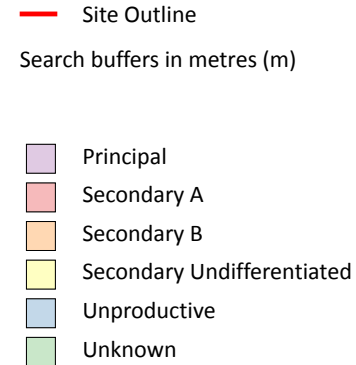 Site Outline
Search buffers in metres (m)
Principal
Secondary A
Secondary B
Secondary Undifferentiated
Unproductive
Unknown